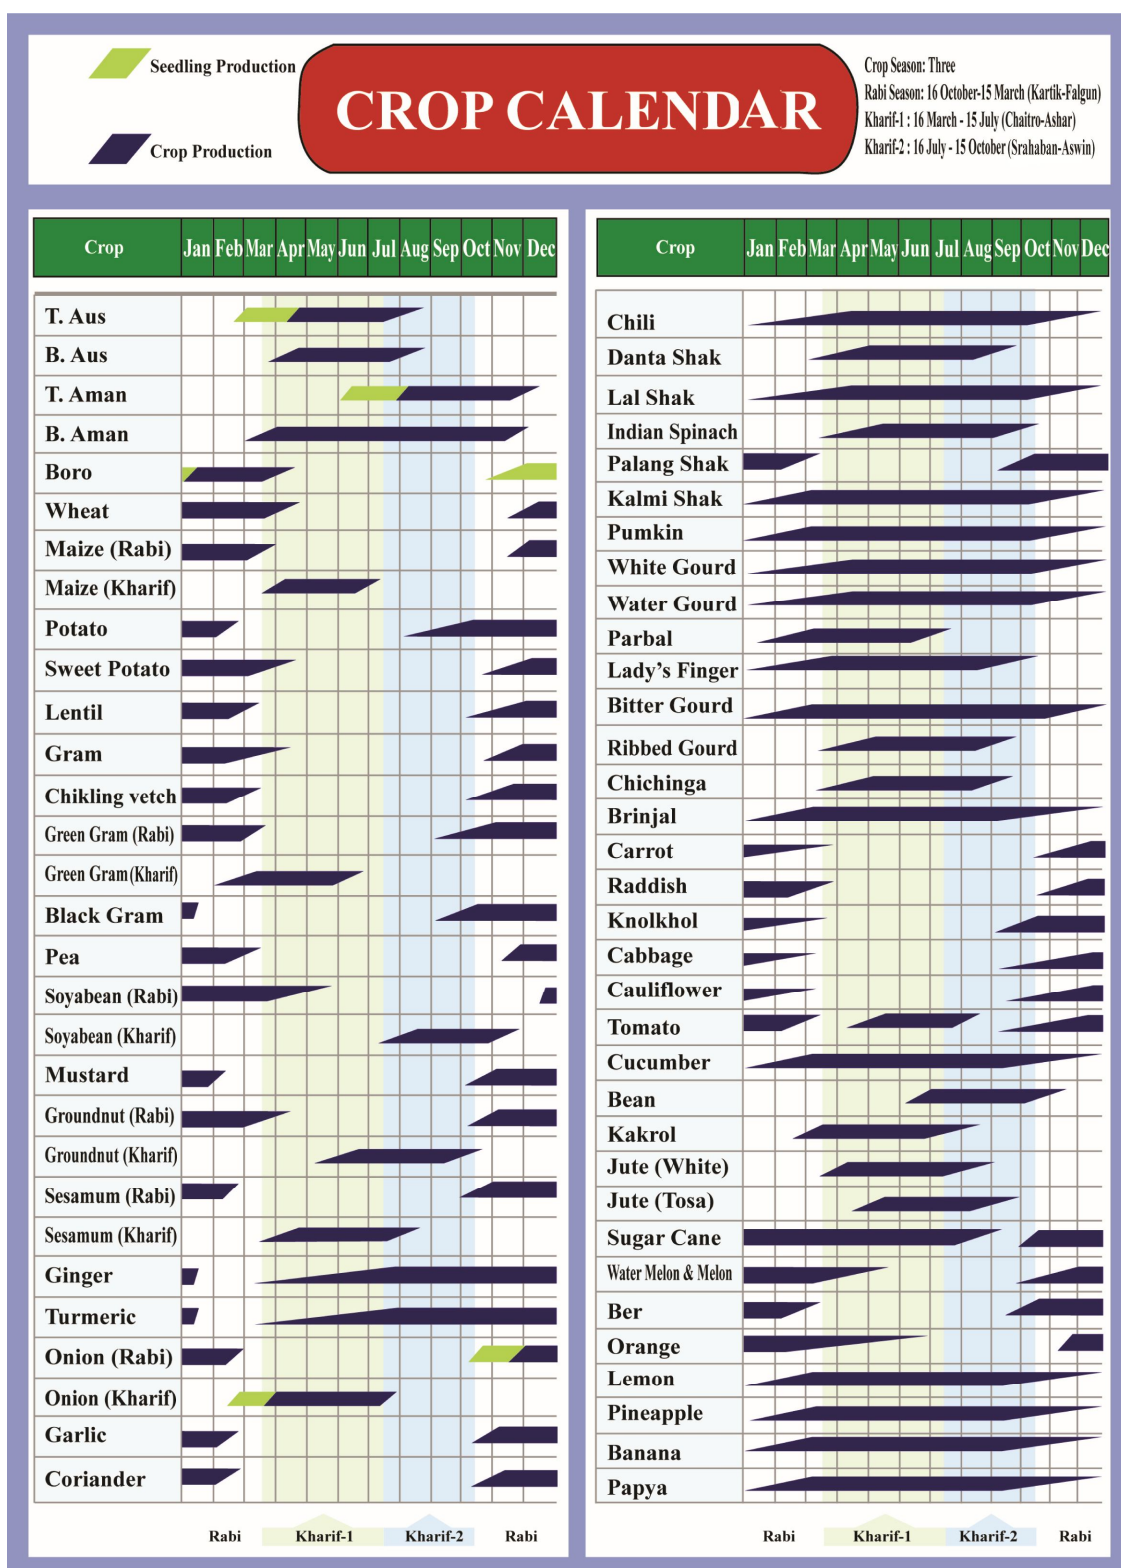 Seedling Production
Crop Production
CROP CALENDAR
Crop Season: Three
Rabi Season: 16 October-15 March (Kartik-Falgun)
Kharif-1 : 16 March - 15 July (Chaitro-Ashar)
Kharif-2 : 16 July - 15 October (Srahaban-Aswin)
Crop Jan Feb Mar Apr May Jun Jul Aug Sep Oct Nov Dec
T. Aus
B. Aus
T. Aman
B. Aman
Boro
Wheat
Maize (Rabi)
Maize (Kharif)
Potato
Sweet Potato
Lentil
Gram
Chikling vetch
Green Gram (Rabi)
Green Gram (Kharif)
Black Gram
Pea
Soyabean (Rabi)
Soyabean (Kharif)
Mustard
Groundnut (Rabi)
Groundnut (Kharif)
Sesamum (Rabi)
Sesamum (Kharif)
Ginger
Turmeric
Onion (Rabi)
Onion (Kharif)
Garlic
Coriander
Rabi Kharif-1 Kharif-2 Rabi
Crop Jan Feb Mar Apr May Jun Jul Aug Sep Oct Nov Dec
Chili
Danta Shak
Lal Shak
Indian Spinach
Palang Shak
Kalmi Shak
Pumkin
White Gourd
Water Gourd
Parbal
Lady's Finger
Bitter Gourd
Ribbed Gourd
Chichinga
Brinjal
Carrot
Raddish
Knolkhol
Cabbage
Cauliflower
Tomato
Cucumber
Bean
Kakrol
Jute (White)
Jute (Tosa)
Sugar Cane
Water Melon & Melon
Ber
Orange
Lemon
Pineapple
Banana
Papya
Rabi Kharif-1 Kharif-2 Rabi